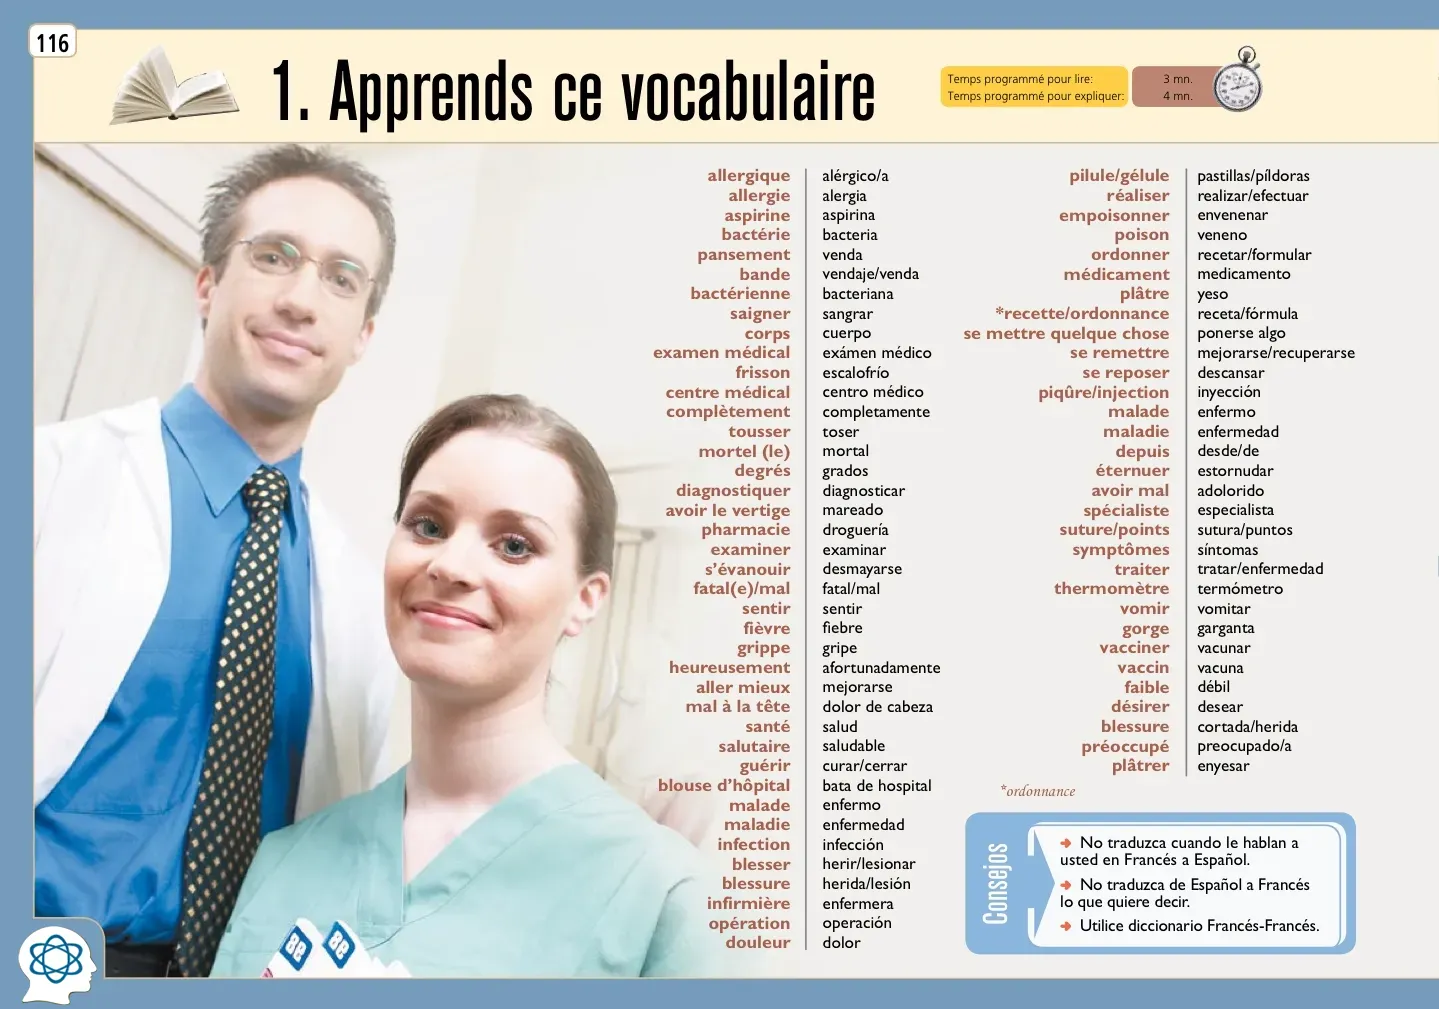 116
1. Apprends ce vocabulaire
Temps programmé pour lire: 3 mn.
Temps programmé pour expliquer: 4 mn.
allergique alérgico/a
allergie alergia
aspirine aspirina
bactérie bacteria
pansement venda
bande vendaje/venda
bactérienne bacteriana
saigner sangrar
corps cuerpo
examen médical exámen médico
frisson escalofrío
centre médical centro médico
complètement completamente
tousser toser
mortel (le) mortal
degrés grados
diagnostiquer diagnosticar
avoir le vertige mareado
pharmacie droguería
examiner examinar
s’évanouir desmayarse
fatal(e)/mal fatal/mal
sentir sentir
fièvre fiebre
grippe gripe
heureusement afortunadamente
aller mieux mejorarse
mal à la tête dolor de cabeza
santé salud
salutaire saludable
guérir curar/cerrar
blouse d’hôpital bata de hospital
malade enfermo
maladie enfermedad
infection infección
blesser herir/lesionar
blessure herida/lesión
infirmière enfermera
opération operación
douleur dolor
pilule/gélule pastillas/píldoras
réaliser realizar/efectuar
empoisonner envenenar
poison veneno
ordonner recetar/formular
médicament medicamento
plâtre yeso
*recette/ordonnance receta/fórmula
se mettre quelque chose ponerse algo
se remettre mejorarse/recuperarse
se reposer descansar
piqûre/injection inyección
malade enfermo
maladie enfermedad
depuis desde/de
éternuer estornudar
avoir mal adolorido
spécialiste especialista
suture/points sutura/puntos
symptômes síntomas
traiter tratar/enfermedad
thermomètre termómetro
vomir vomitar
gorge garganta
vacciner vacunar
vaccin vacuna
faible débil
désirer desear
blessure cortada/herida
préoccupé preocupado/a
plâtrer enyesar
*ordonnance
Consejos
No traduzca cuando le hablan a
usted en Francés a Español.
No traduzca de Español a Francés
lo que quiere decir.
Utilice diccionario Francés-Francés.
ae ae